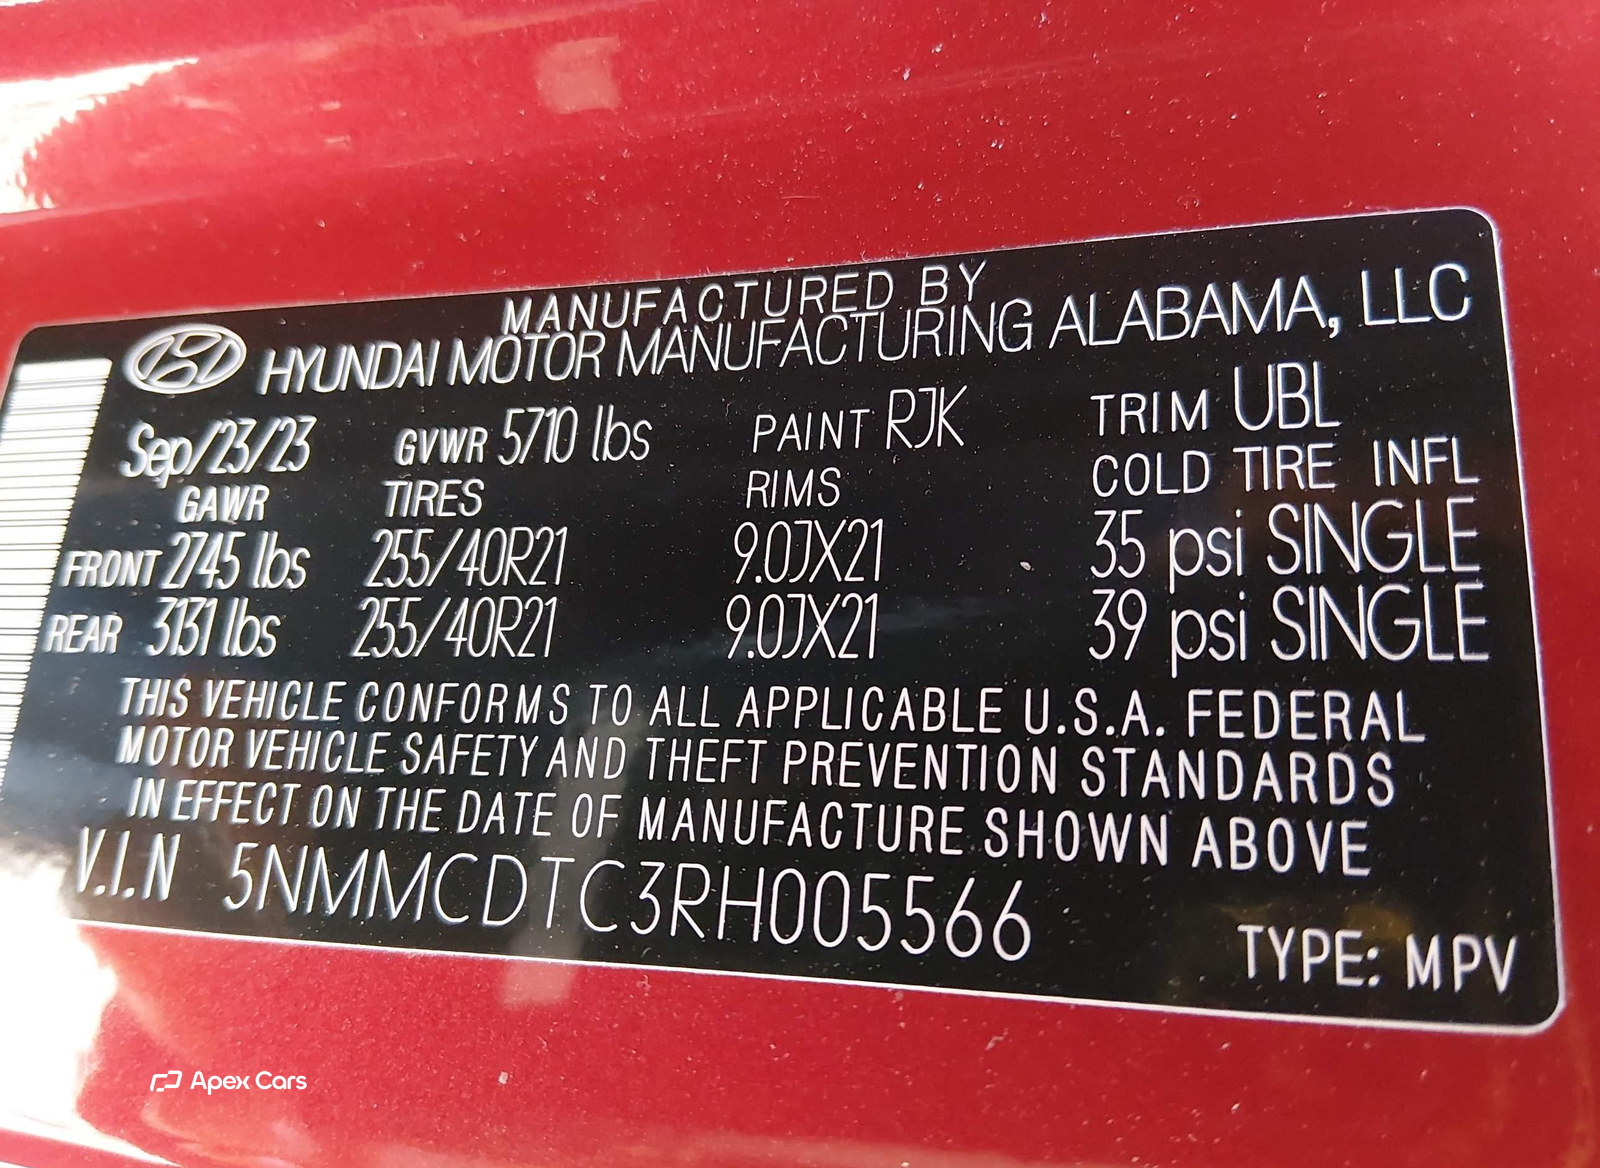 MANUFACTURED BY
HYUNDAI MOTOR MANUFACTURING ALABAMA, LLC
Sep/23/23 GVWR 5710 lbs PAINT RJK TRIM UBL
GAWR TIRES RIMS COLD TIRE INFL
FRONT 2745 lbs 255/40R21 9.0JX21 35 psi SINGLE
REAR 3131 lbs 255/40R21 9.0JX21 39 psi SINGLE
THIS VEHICLE CONFORMS TO ALL APPLICABLE U.S.A. FEDERAL
MOTOR VEHICLE SAFETY AND THEFT PREVENTION STANDARDS
IN EFFECT ON THE DATE OF MANUFACTURE SHOWN ABOVE
V.I.N 5NMMCDTC3RH005566
TYPE: MPV
Apex Cars